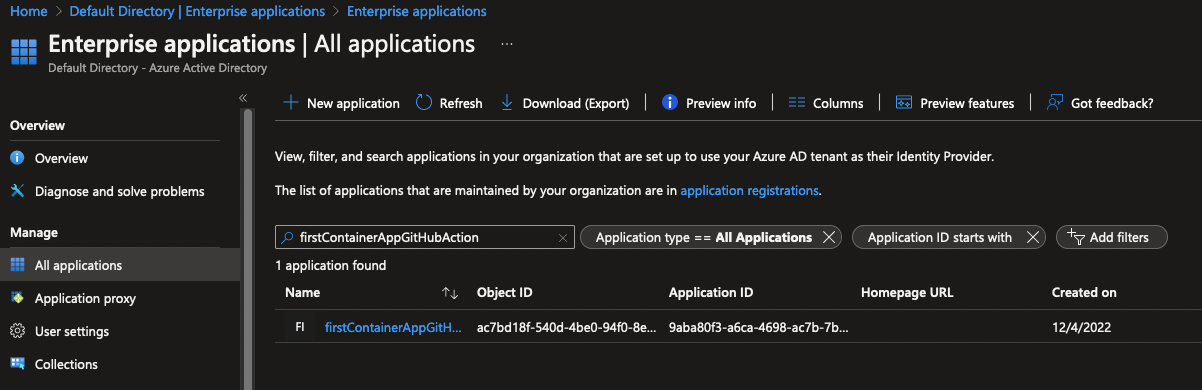 Home > Default Directory | Enterprise applications > Enterprise applications
Enterprise applications | All applications ...
Default Directory - Azure Active Directory
«
Overview
Overview
Diagnose and solve problems
Manage
All applications
Application proxy
User settings
Collections
New application Refresh Download (Export) Preview info Columns Preview features Got feedback?
View, filter, and search applications in your organization that are set up to use your Azure AD tenant as their Identity Provider.
The list of applications that are maintained by your organization are in application registrations.
firstContainerAppGitHubAction Application type == All Applications Application ID starts with Add filters
1 application found
Name Object ID Application ID Homepage URL Created on
FI firstContainerAppGitH... ac7bd18f-540d-4be0-94f0-8e... 9aba80f3-a6ca-4698-ac7b-7b... 12/4/2022